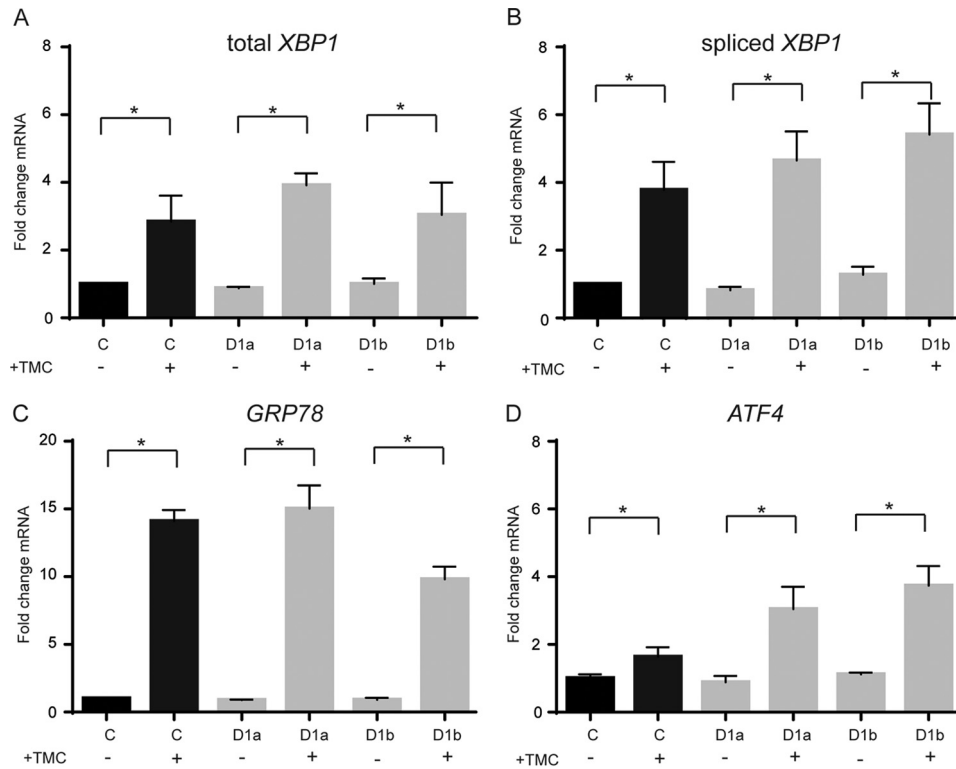 A
total XBP1
Fold change mRNA
8
6
4
2
0
* * *
C C D1a D1a D1b D1b
+TMC - + - + - +
B
spliced XBP1
Fold change mRNA
8
6
4
2
0
* * *
C C D1a D1a D1b D1b
+TMC - + - + - +
C
GRP78
Fold change mRNA
20
15
10
5
0
* * *
C C D1a D1a D1b D1b
+TMC - + - + - +
D
ATF4
Fold change mRNA
8
6
4
2
0
* * *
C C D1a D1a D1b D1b
+TMC - + - + - +